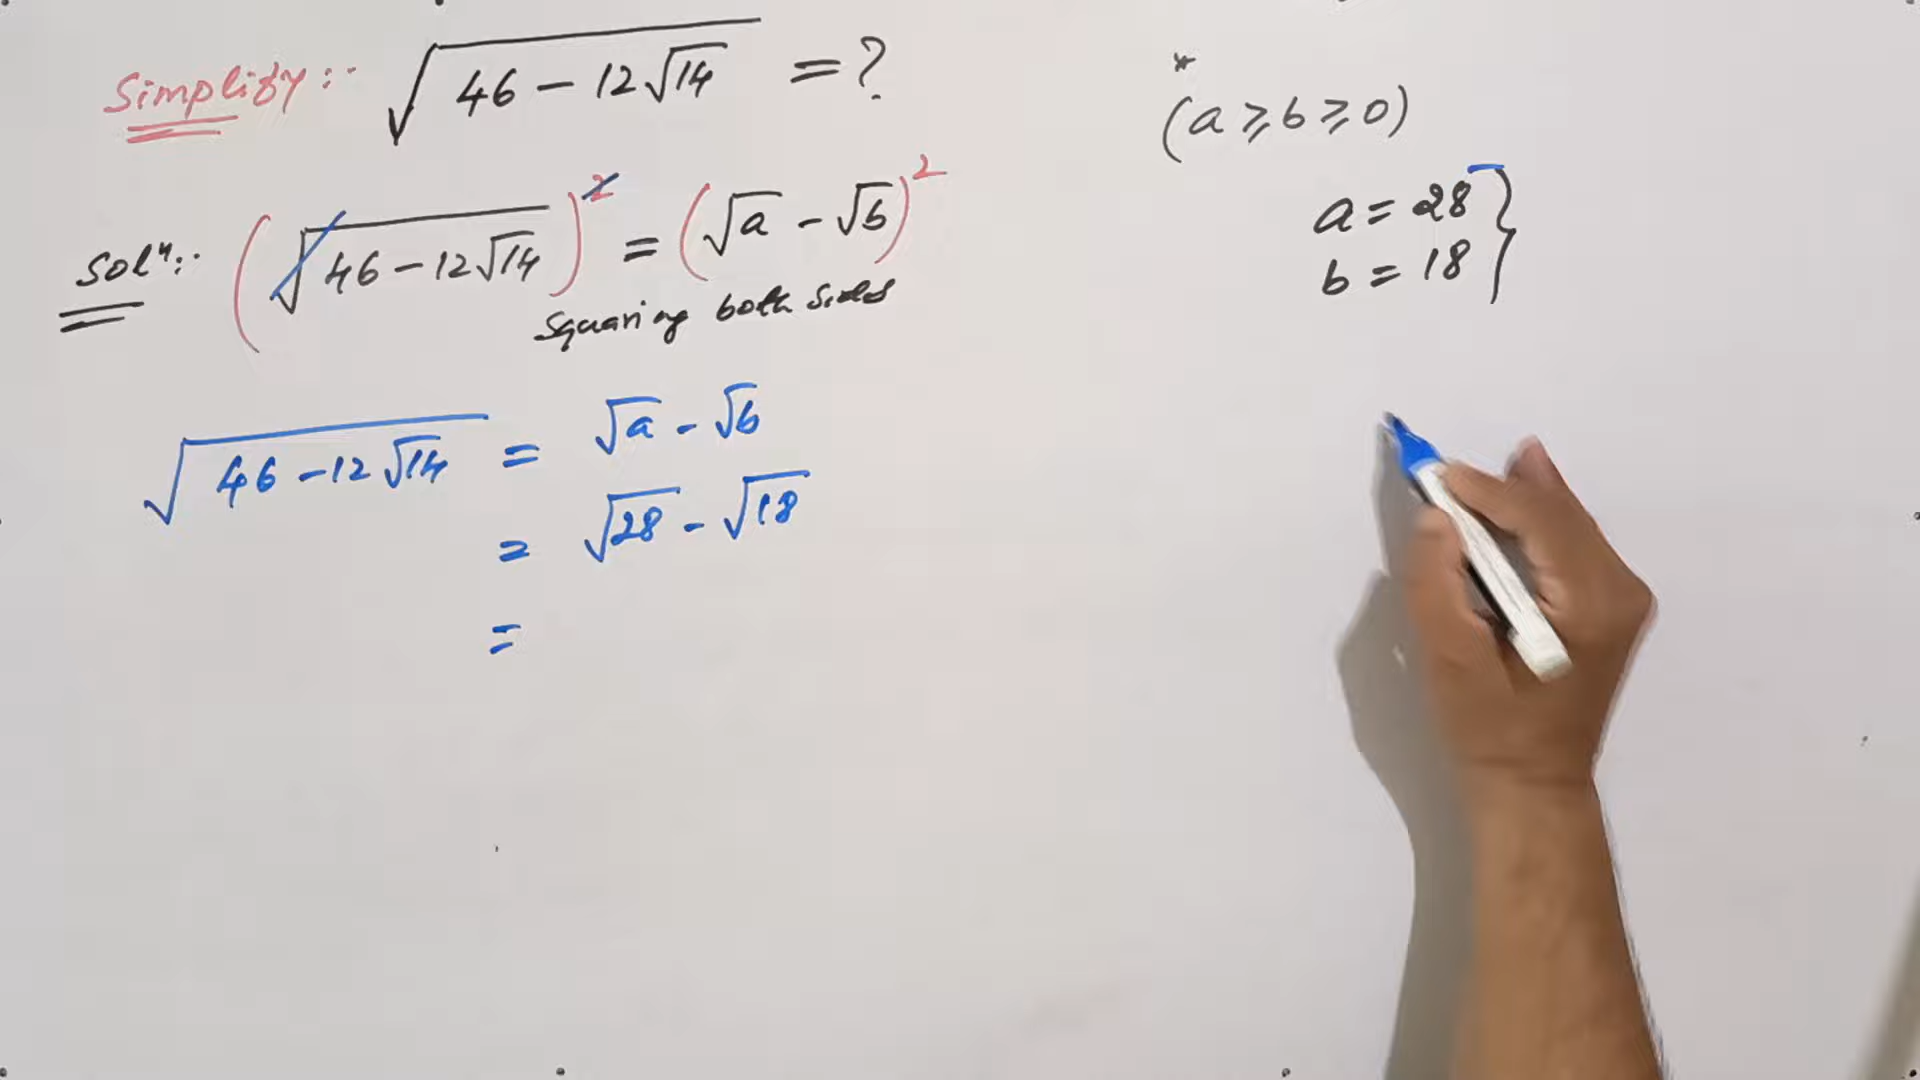 Simplify:- √(46 - 12√14) = ?
Solⁿ:- (√(46 - 12√14))² = (√a - √b)²
Squaring both sides
√(46 - 12√14) = √a - √b
= √28 - √18
=
*
(a ⩾ b ⩾ 0)
a = 28
b = 18 }